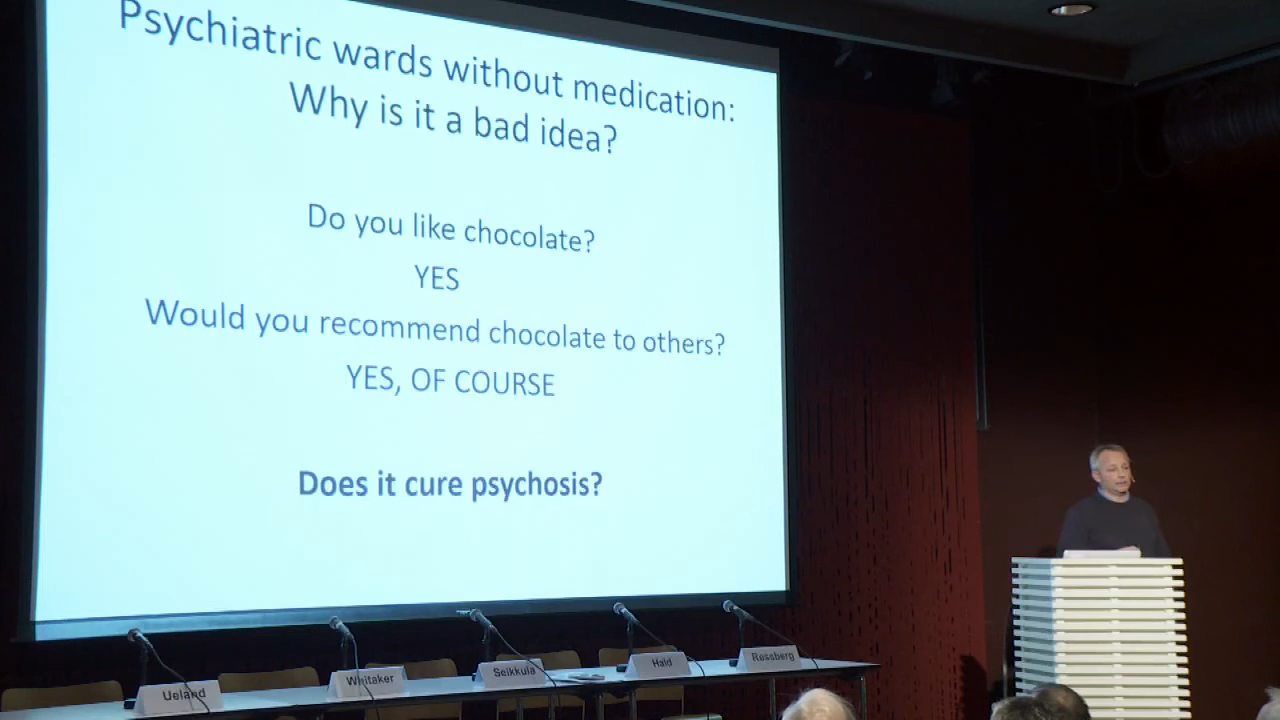 Psychiatric wards without medication:
Why is it a bad idea?
Do you like chocolate?
YES
Would you recommend chocolate to others?
YES, OF COURSE
Does it cure psychosis?
Ueland
Whitaker
Seikkula
Hald
Røssberg